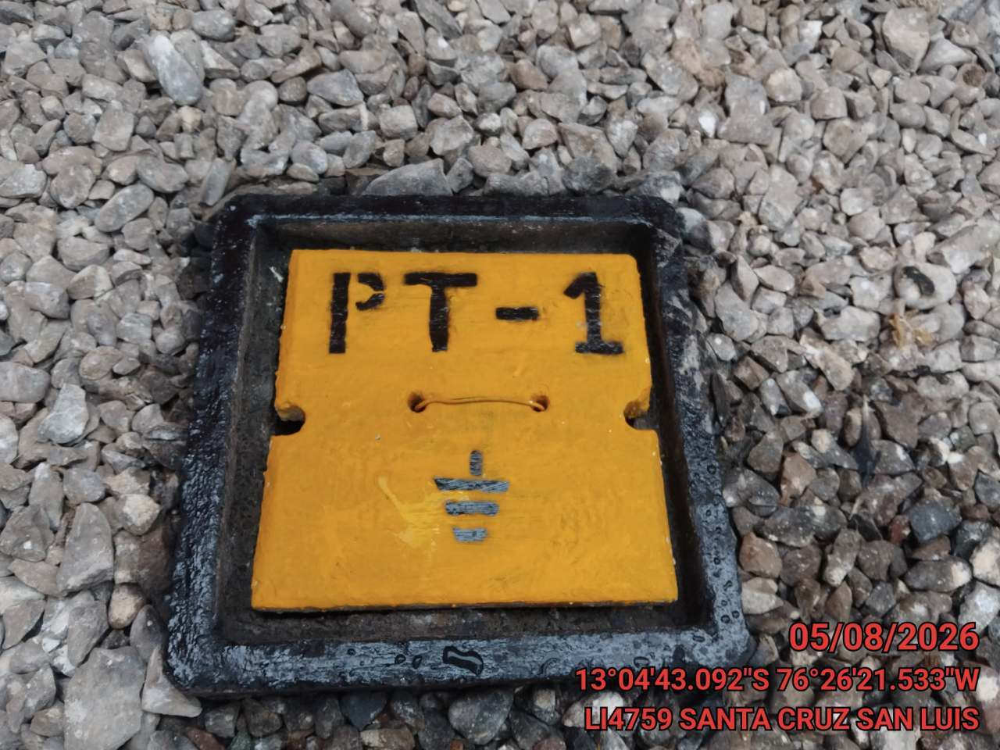 PT-1
05/08/2026
13°04'43.092"S 76°26'21.533"W
LI4759 SANTA CRUZ SAN LUIS